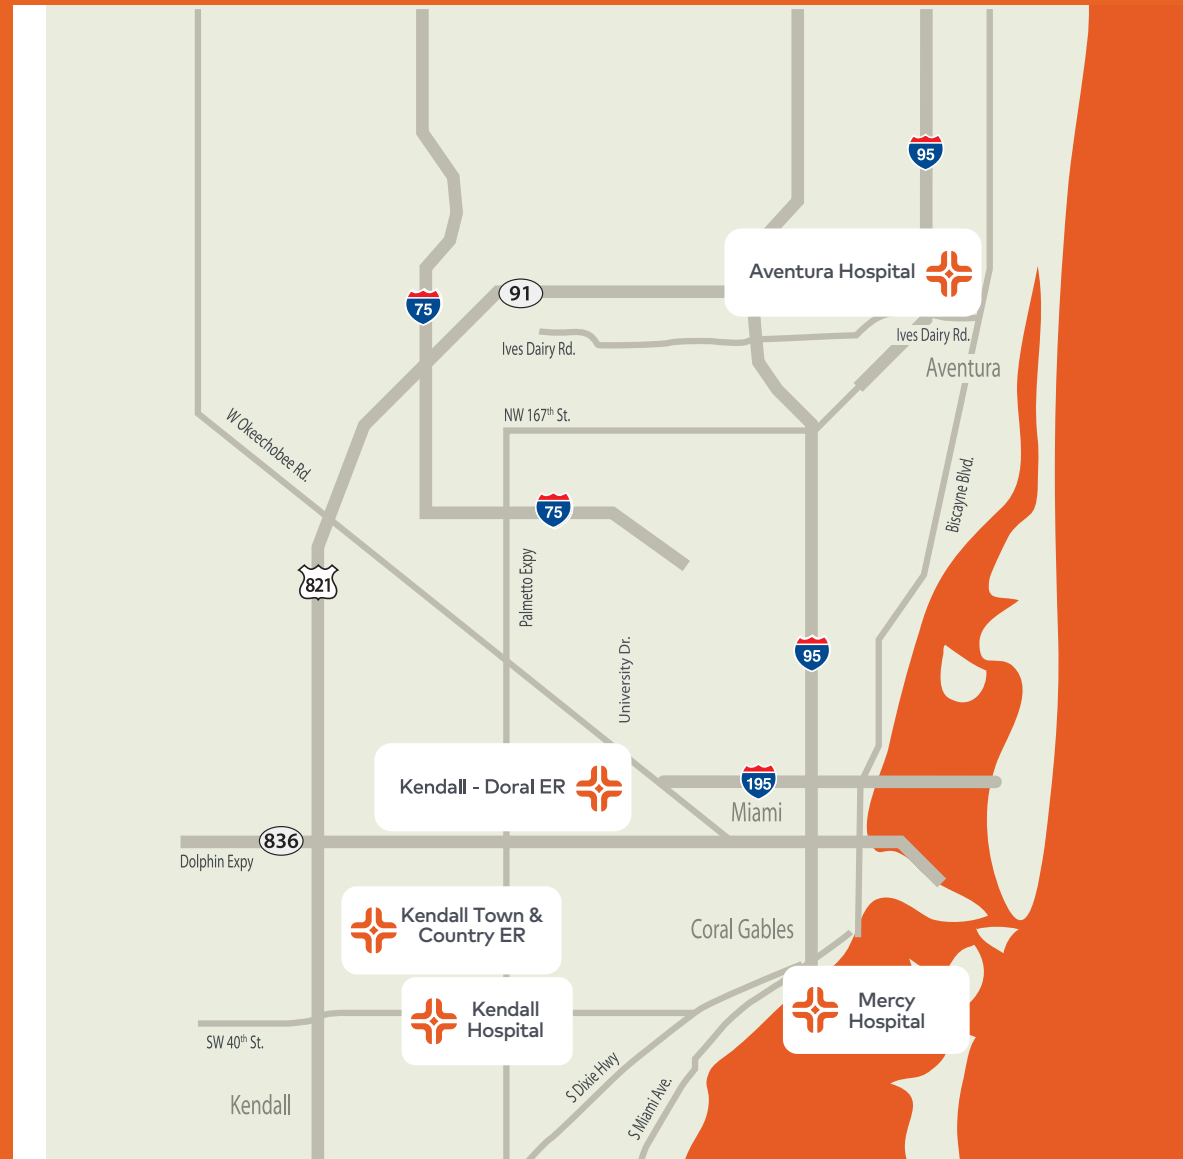 95
Aventura Hospital
91
75
Ives Dairy Rd.
Ives Dairy Rd.
Aventura
W Okeechobee Rd.
NW 167th St.
Biscayne Blvd.
75
821
Palmetto Expy
University Dr.
95
Kendall - Doral ER
195
Miami
836
Dolphin Expy
Kendall Town &
Country ER
Coral Gables
Kendall
Hospital
Mercy
Hospital
SW 40th St.
S Dixie Hwy
S Miami Ave.
Kendall